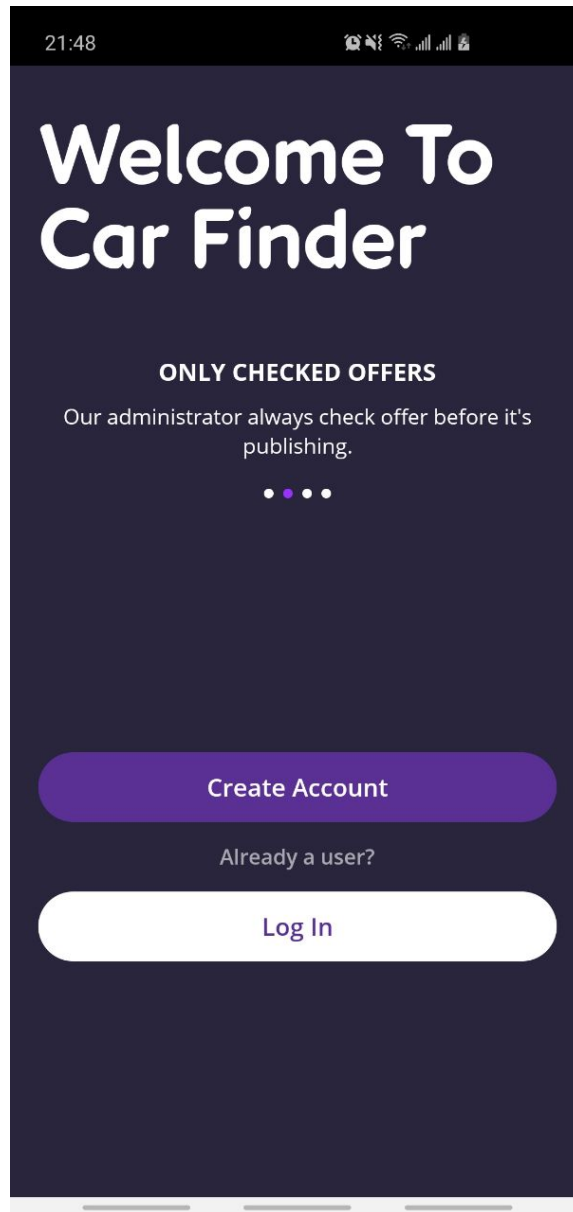 21:48
Welcome To
Car Finder
ONLY CHECKED OFFERS
Our administrator always check offer before it's
publishing.
Create Account
Already a user?
Log In